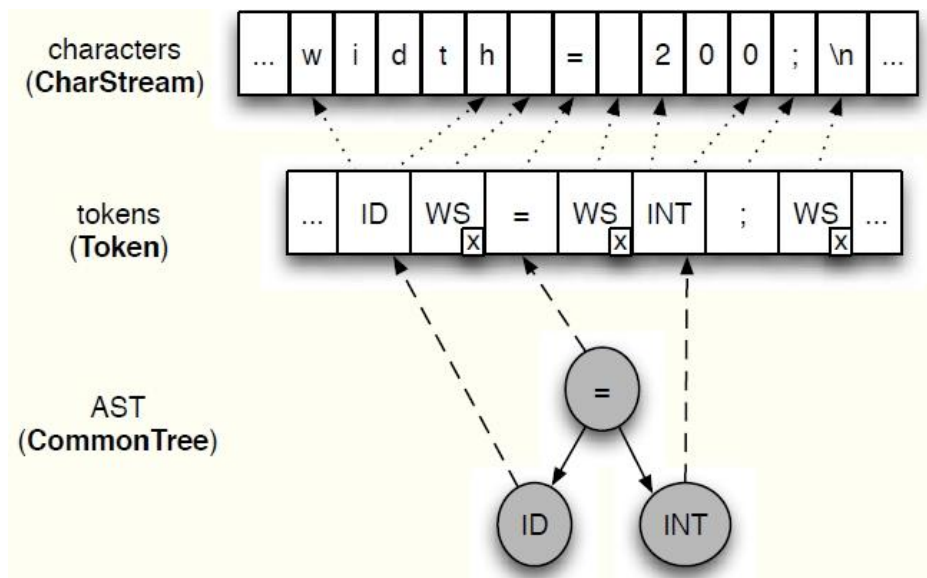 characters
(CharStream)
... w i d t h = 2 0 0 ; \n ...
tokens
(Token)
... ID WS x = WS x INT ; WS x ...
AST
(CommonTree)
=
ID INT